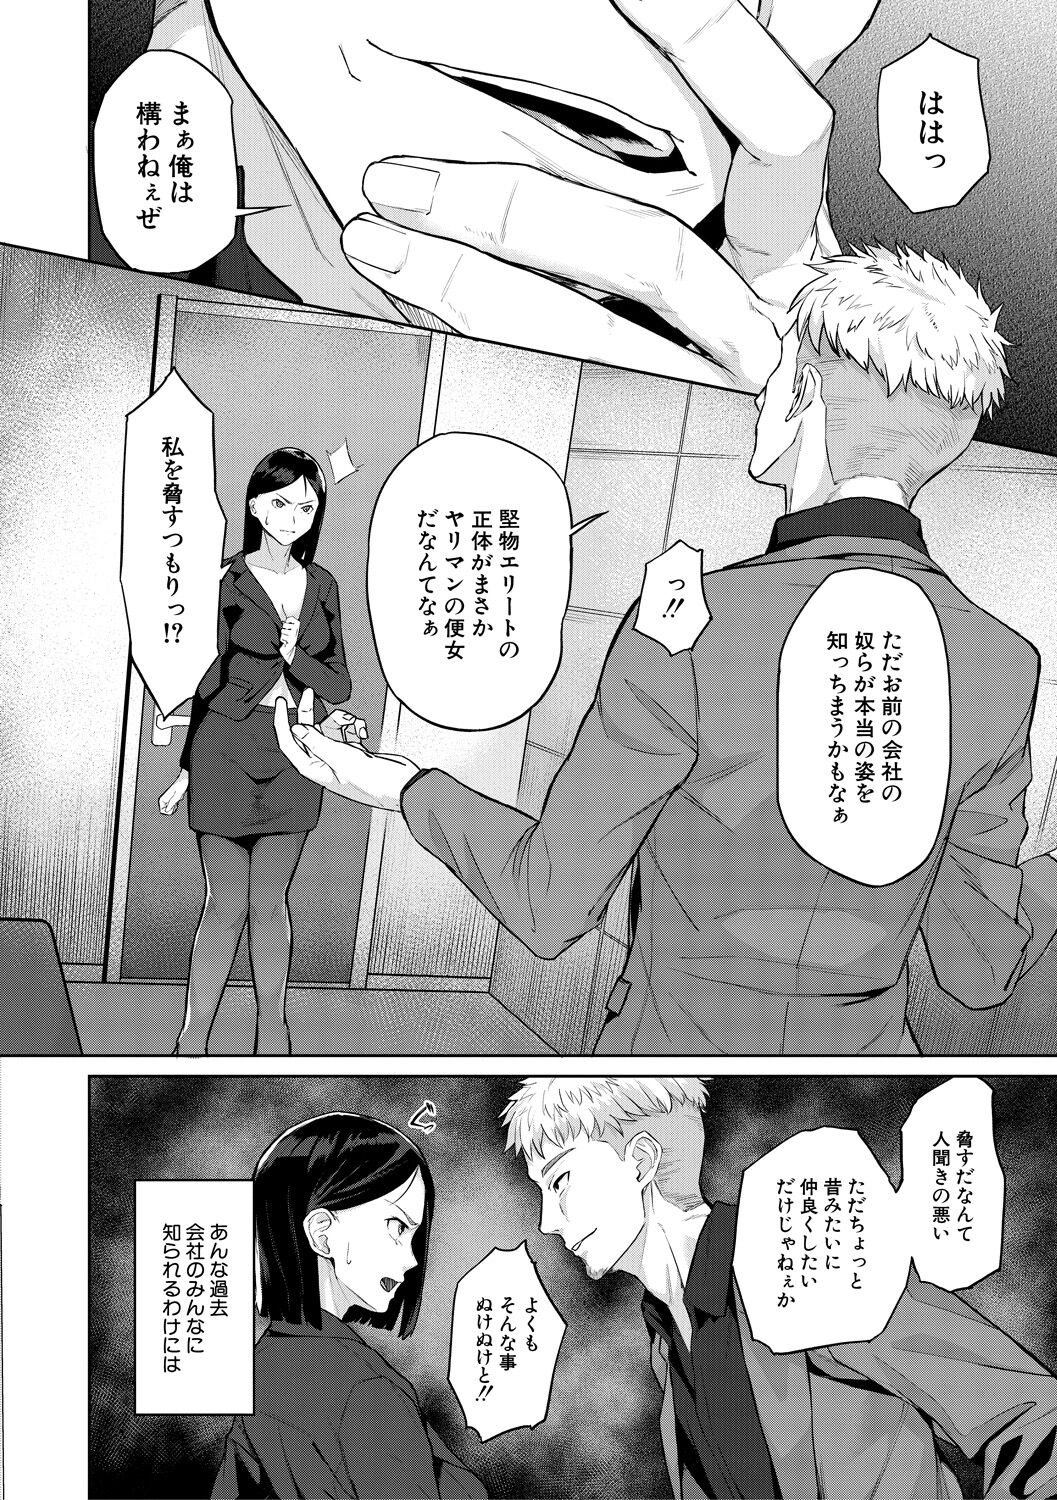 ははっ
まぁ俺は
構わねぇぜ
ただお前の会社の
奴らが本当の姿を
知っちまうかもなぁ
っ!!
堅物エリートの
正体がまさか
ヤリマンの便女
だなんてなぁ
私を脅すつもりっ!?
脅すだなんて
人聞きの悪い
ただちょっと
昔みたいに
仲良くしたい
だけじゃねぇか
よくも
そんな事
ぬけぬけと!!
あんな過去
会社のみんなに
知られるわけには